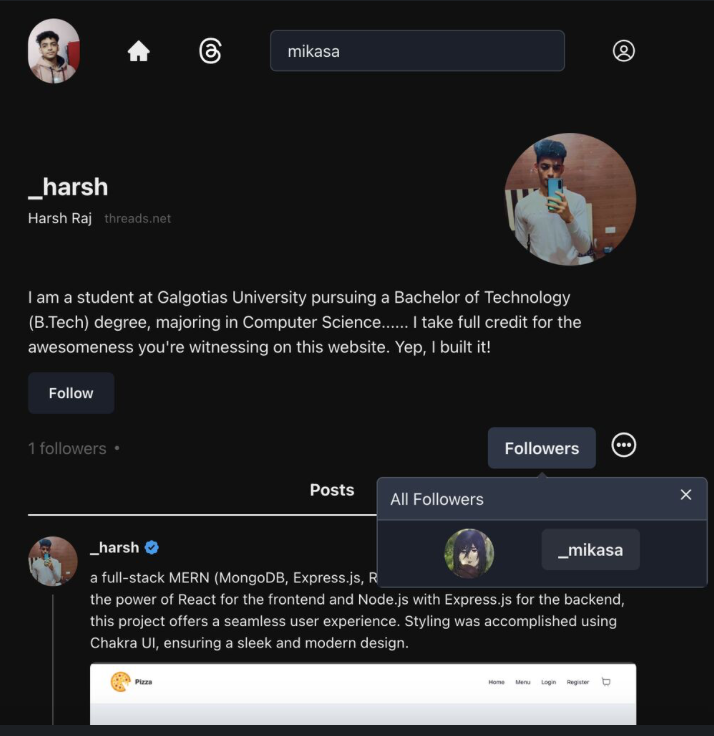 mikasa
_harsh
Harsh Raj threads.net
I am a student at Galgotias University pursuing a Bachelor of Technology
(B.Tech) degree, majoring in Computer Science...... I take full credit for the
awesomeness you're witnessing on this website. Yep, I built it!
Follow
1 followers •
Followers
Posts
All Followers
_mikasa
_harsh
a full-stack MERN (MongoDB, Express.js, R
the power of React for the frontend and Node.js with Express.js for the backend,
this project offers a seamless user experience. Styling was accomplished using
Chakra UI, ensuring a sleek and modern design.
Pizza Home Menu Login Register